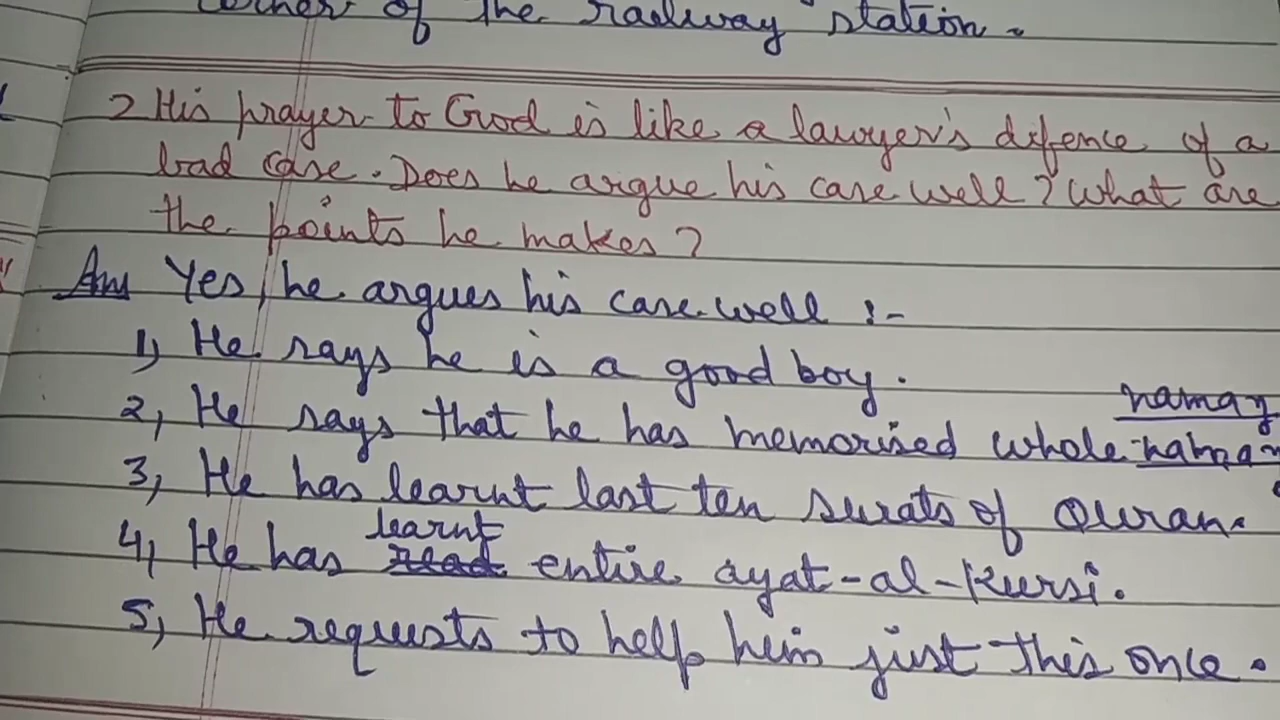 corner of the railway station.
2 His prayer to God is like a lawyer's difence of a
bad case. Does he argue his case well? What are
the points he makes?
Ans Yes, he argues his case well :-
1, He says he is a good boy.
namaz
2, He says that he has memorised whole
3, He has learnt last ten surats of Quran.
learnt
4, He has read entire ayat-al-Kursi.
5, He requests to help him just this once.